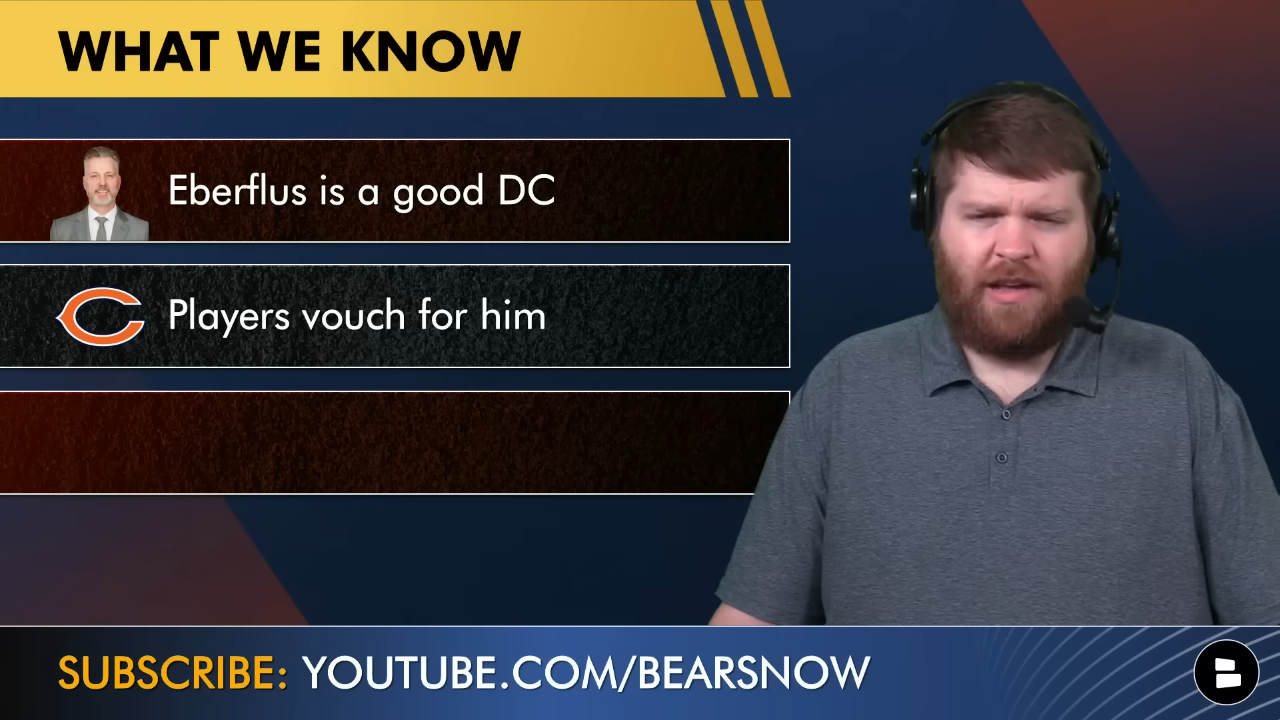 WHAT WE KNOW
Eberflus is a good DC
Players vouch for him
SUBSCRIBE: YOUTUBE.COM/BEARSNOW